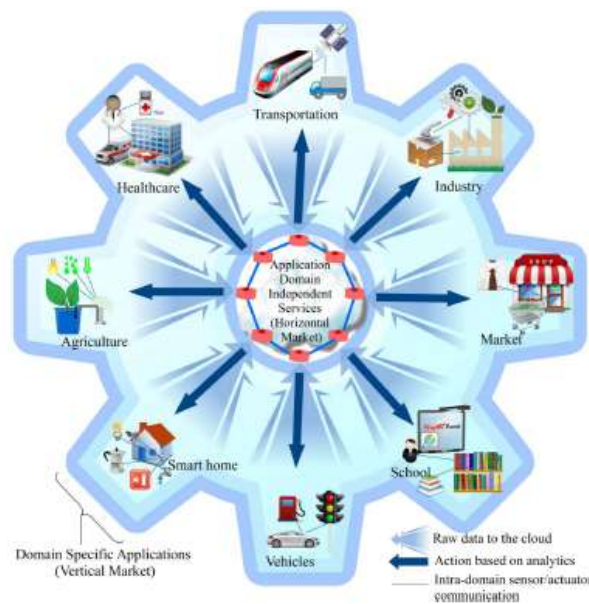 Transportation
Healthcare
Industry
Application
Domain
Independent
Services
(Horizontal
Market)
Agriculture
Market
Smart home
School
Vehicles
Domain Specific Applications
(Vertical Market)
Raw data to the cloud
Action based on analytics
Intra-domain sensor/actuator
communication